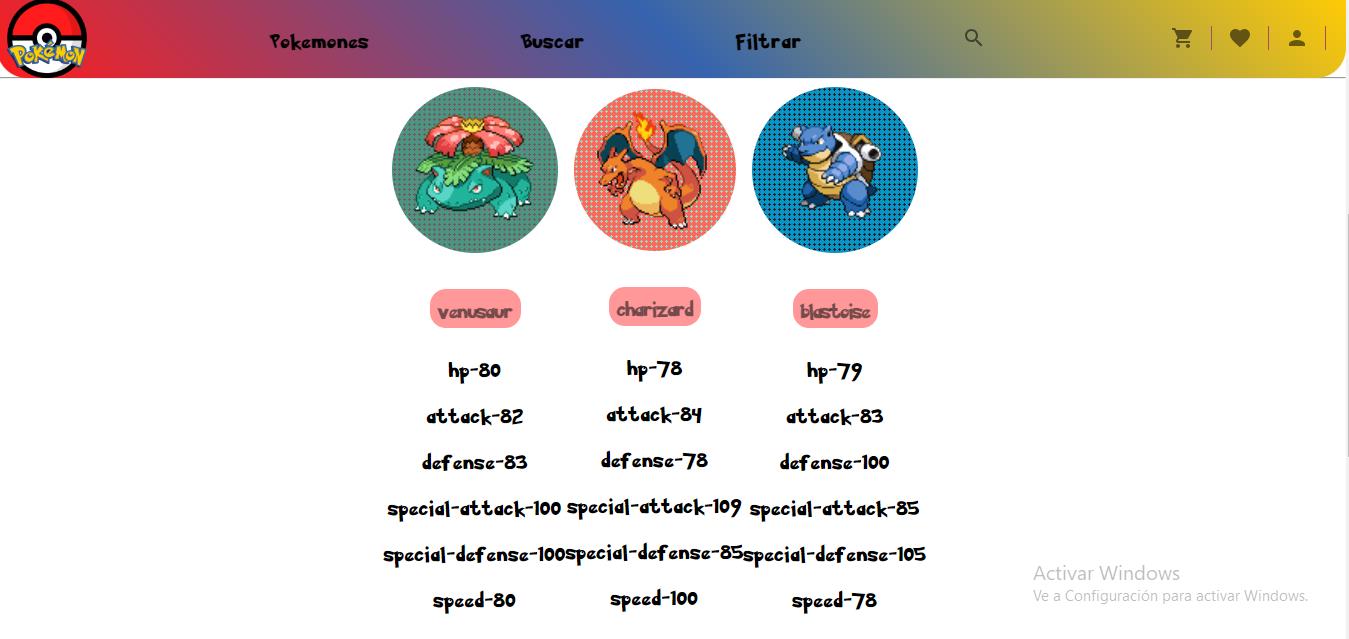 Pokémon
Pokemones
Buscar
Filtrar
venusaur
charizard
blastoise
hp-80
hp-78
hp-79
attack-82
attack-84
attack-83
defense-83
defense-78
defense-100
special-attack-100
special-attack-109
special-attack-85
special-defense-100
special-defense-85
special-defense-105
speed-80
speed-100
speed-78
Activar Windows
Ve a Configuración para activar Windows.